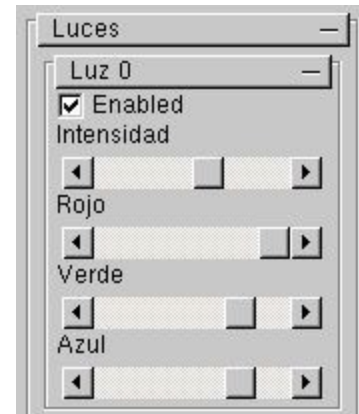 Luces
Luz 0
Enabled
Intensidad
Rojo
Verde
Azul